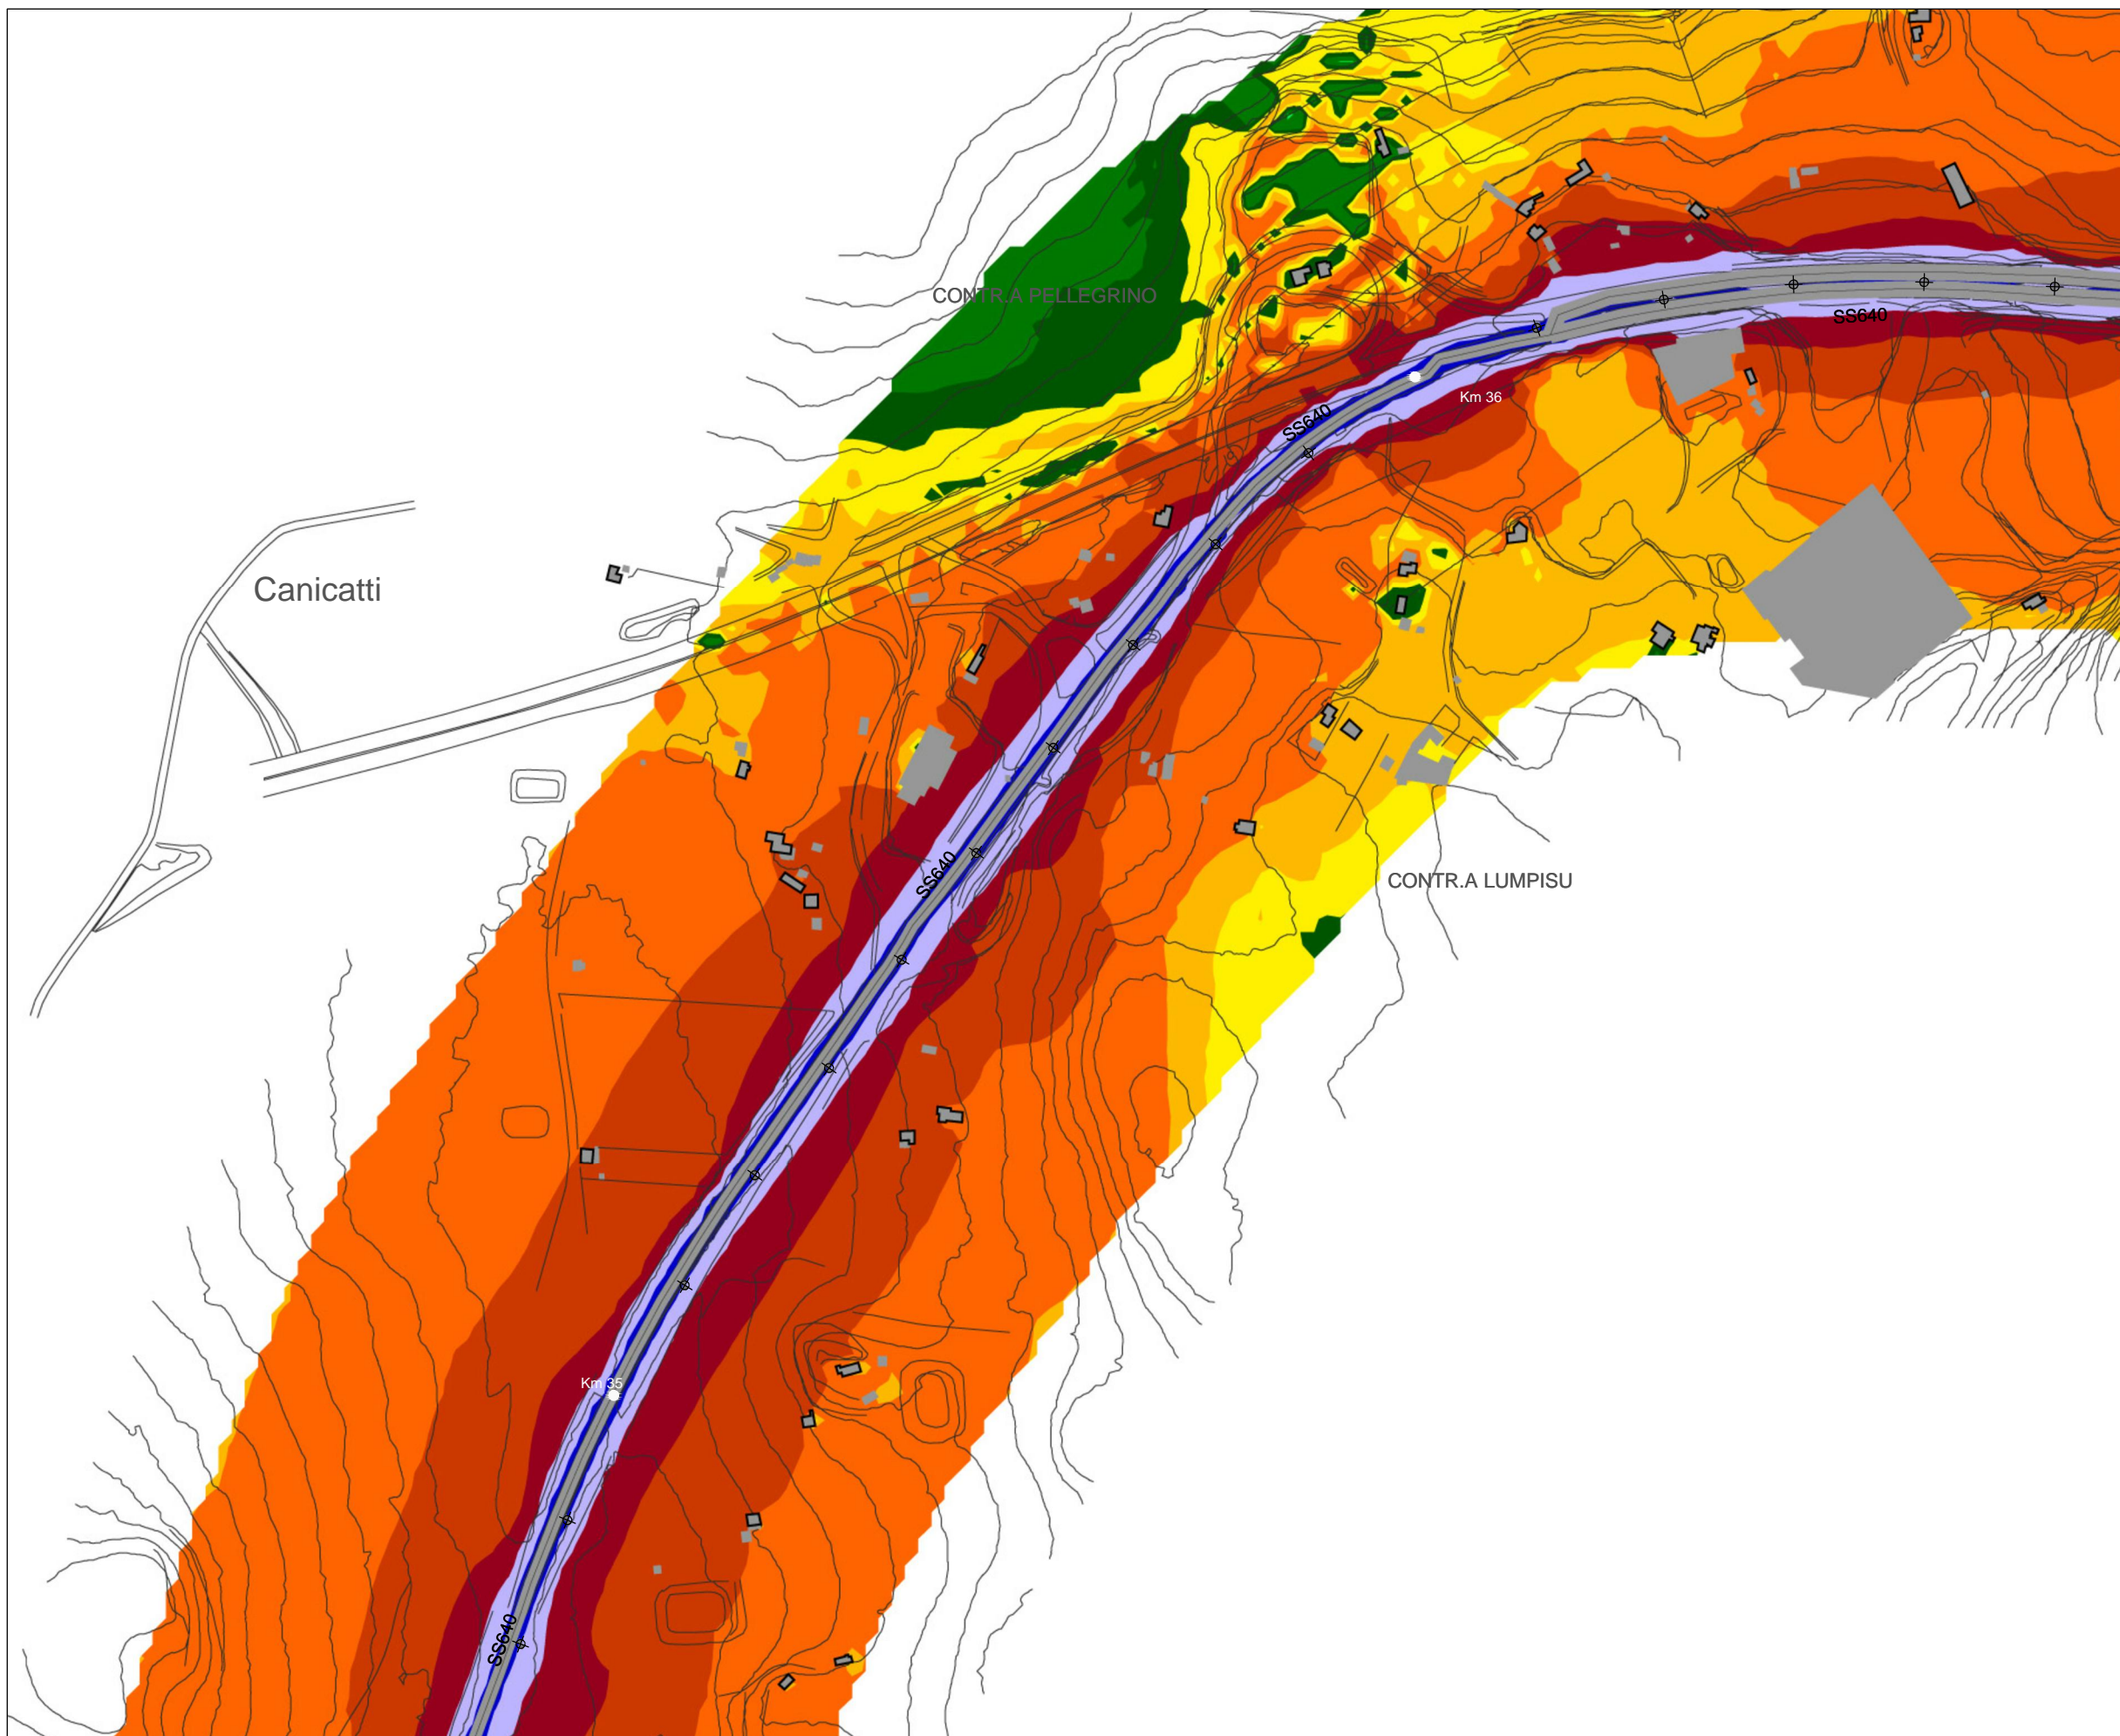 CONTR.A PELLEGRINO
SS640
Km 36
SS640
Canicatti
SS640
CONTR.A LUMPISU
Km 35
SS640